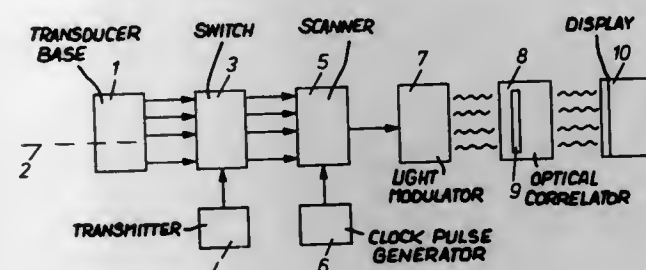 TRANSDUCER
BASE
1
2
SWITCH
3
SCANNER
5
7
LIGHT
MODULATOR
8
9
OPTICAL
CORRELATOR
DISPLAY
10
TRANSMITTER
CLOCK PULSE
GENERATOR
6